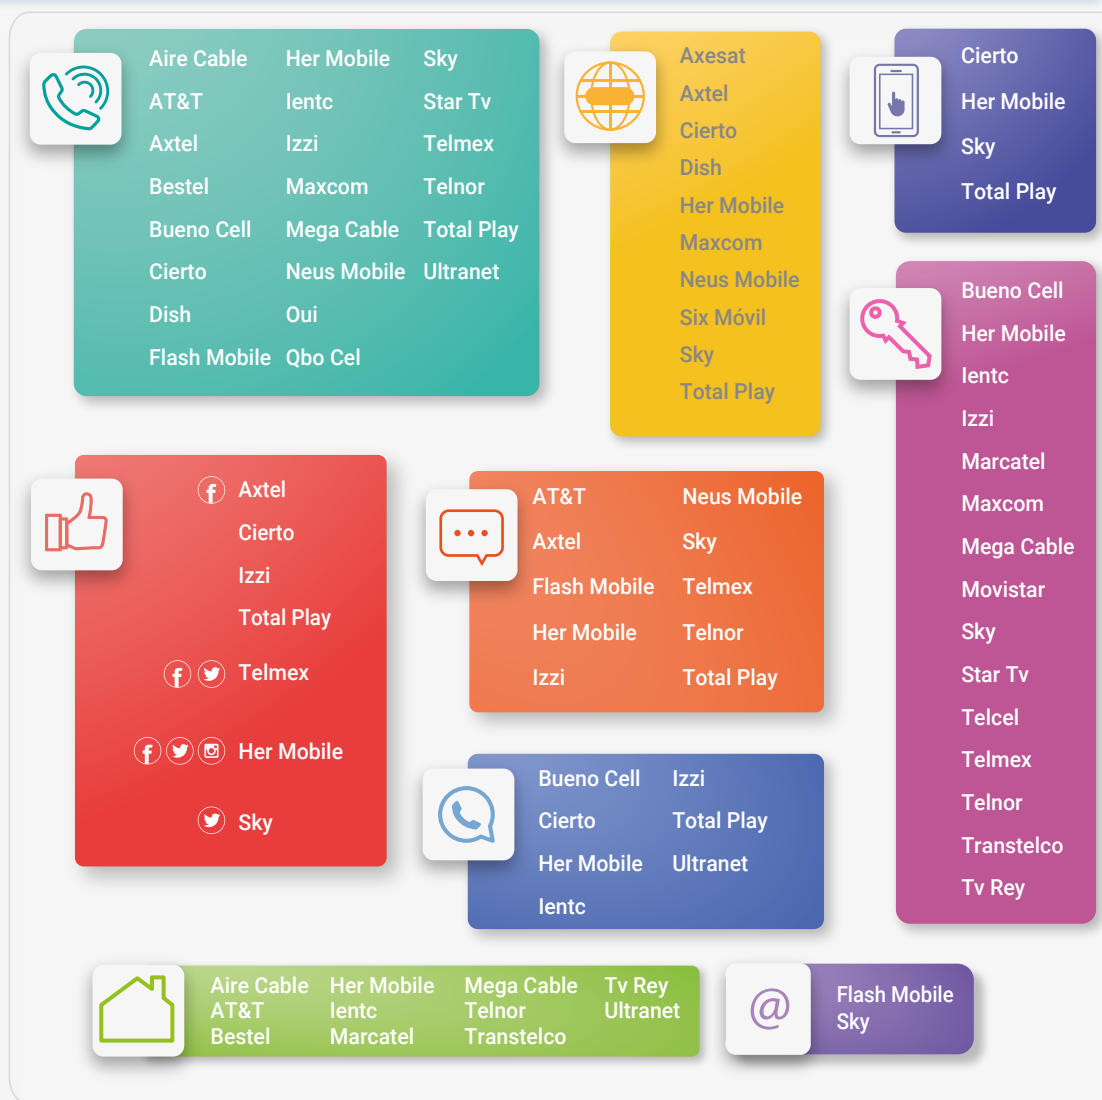 Aire Cable
AT&T
Axtel
Bestel
Bueno Cell
Cierto
Dish
Flash Mobile
Her Mobile
Ientc
Izzi
Maxcom
Mega Cable
Neus Mobile
Oui
Qbo Cel
Sky
Star Tv
Telmex
Telnor
Total Play
Ultranet
Axesat
Axtel
Cierto
Dish
Her Mobile
Maxcom
Neus Mobile
Six Móvil
Sky
Total Play
Cierto
Her Mobile
Sky
Total Play
Bueno Cell
Her Mobile
Ientc
Izzi
Marcatel
Maxcom
Mega Cable
Movistar
Sky
Star Tv
Telcel
Telmex
Telnor
Transtelco
Tv Rey
Axtel
Cierto
Izzi
Total Play
Telmex
Her Mobile
Sky
AT&T
Axtel
Flash Mobile
Her Mobile
Izzi
Neus Mobile
Sky
Telmex
Telnor
Total Play
Bueno Cell
Cierto
Her Mobile
Ientc
Izzi
Total Play
Ultranet
Aire Cable
AT&T
Bestel
Her Mobile
Ientc
Marcatel
Mega Cable
Telnor
Transtelco
Tv Rey
Ultranet
@
Flash Mobile
Sky